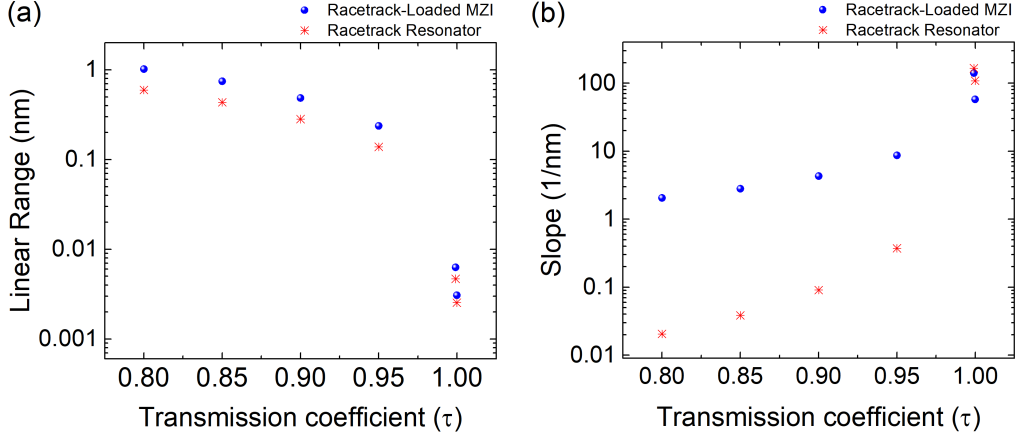 (a)
Racetrack-Loaded MZI
Racetrack Resonator
1
0.1
0.01
0.001
Linear Range (nm)
0.80 0.85 0.90 0.95 1.00
Transmission coefficient (τ)
(b)
Racetrack-Loaded MZI
Racetrack Resonator
100
10
1
0.1
0.01
Slope (1/nm)
0.80 0.85 0.90 0.95 1.00
Transmission coefficient (τ)